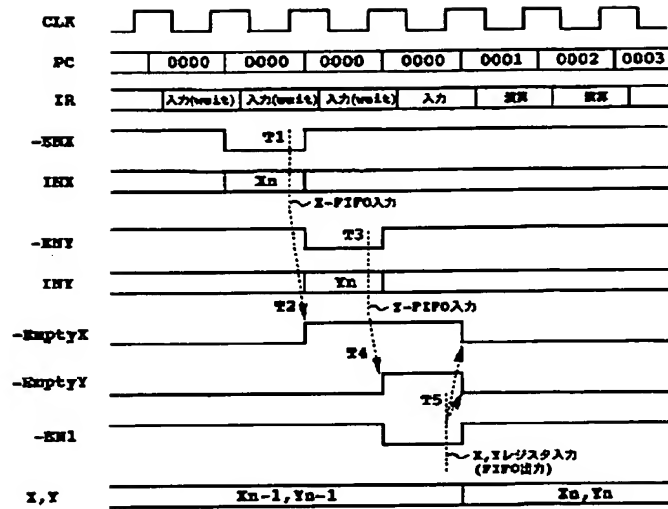 CLK
PC 0000 0000 0000 0000 0001 0002 0003
IR 入力(wait) 入力(wait) 入力(wait) 入力 演算 演算
-ENX T1
INX Xn
X-FIFO入力
-ENY T3
INY Yn
T2 Y-FIFO入力
-EmptyX
T4
-EmptyY
T5
-EN1
X,Yレジスタ入力
(FIFO出力)
X,Y Xn-1,Yn-1 Xn,Yn